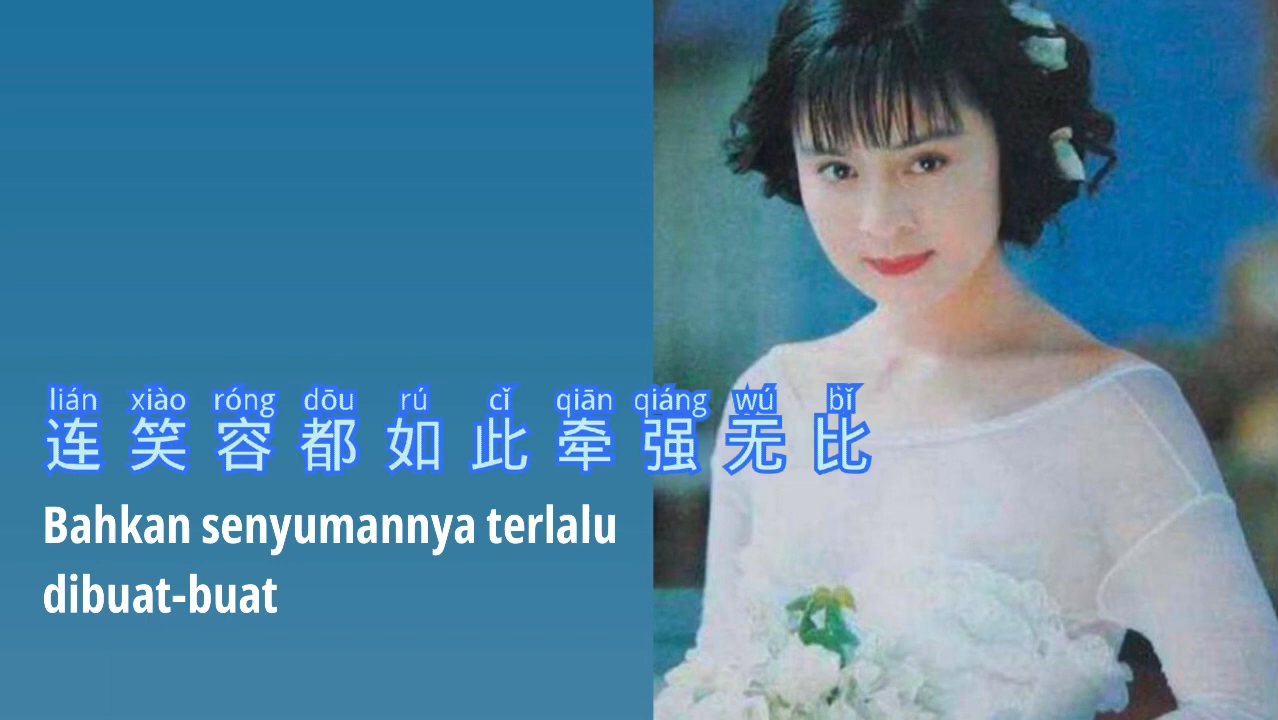 lián xiào róng dōu rú cǐ qiān qiáng wú bǐ
连笑容都如此牵强无比
Bahkan senyumannya terlalu
dibuat-buat